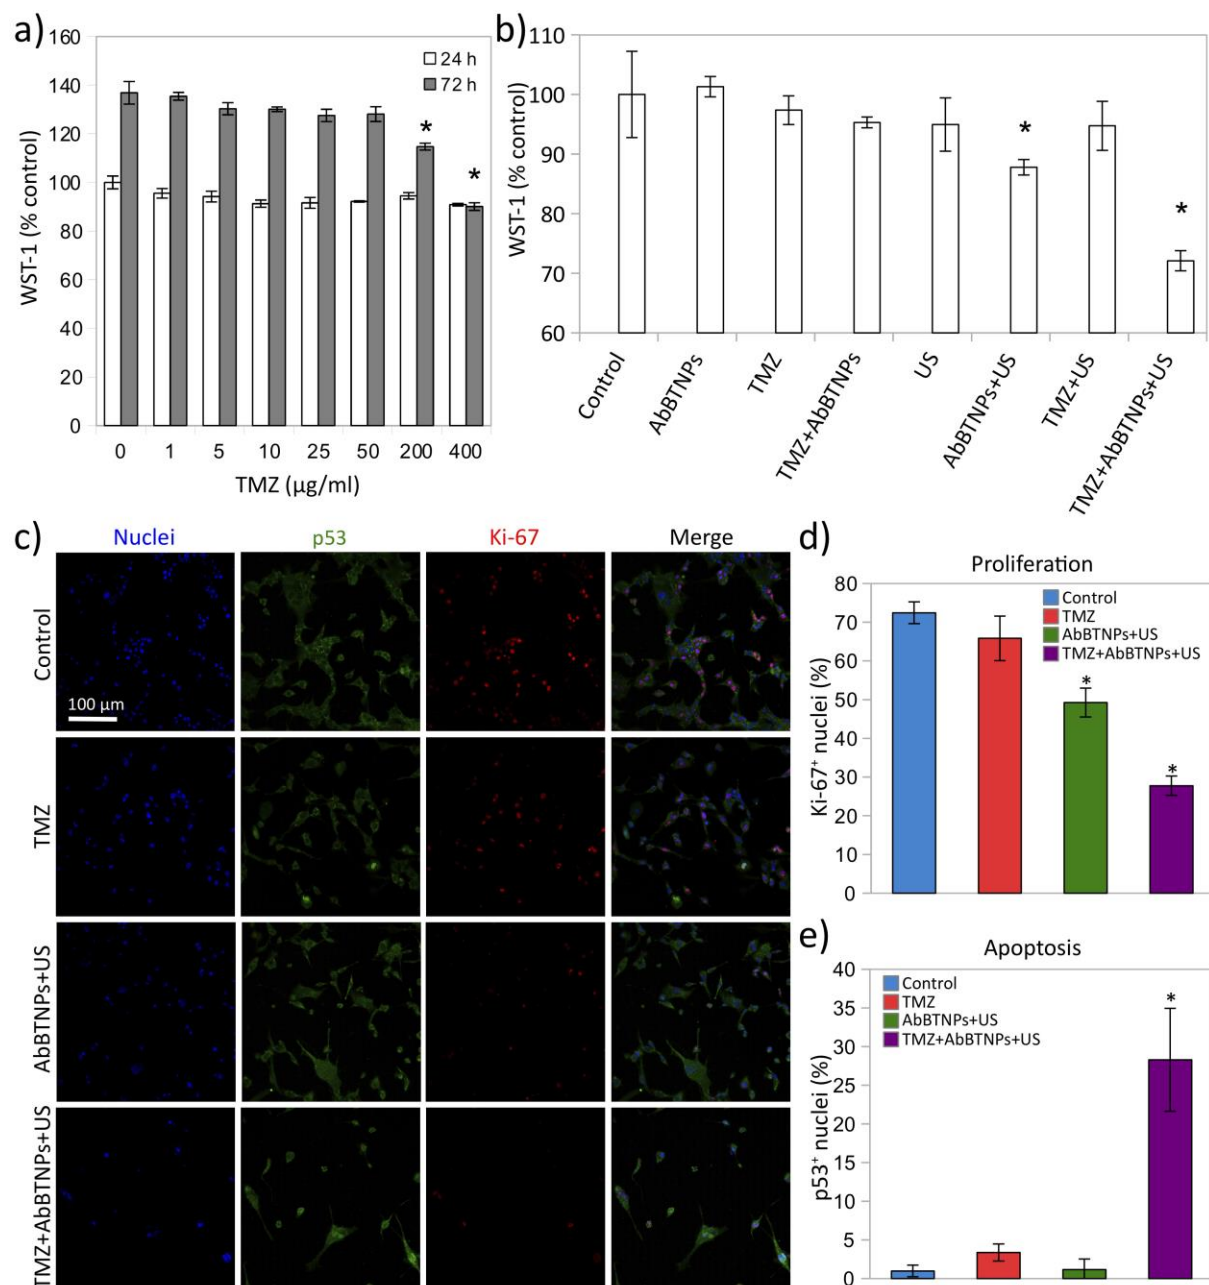 a)
160
140
120
100
80
60
40
20
0
WST-1 (% control)
24 h
72 h
*
*
0 1 5 10 25 50 200 400
TMZ (µg/ml)
b)
110
100
90
80
70
60
WST-1 (% control)
*
*
Control
AbBTNPs
TMZ
TMZ+AbBTNPs
US
AbBTNPs+US
TMZ+US
TMZ+AbBTNPs+US
c)
Nuclei p53 Ki-67 Merge
Control
100 µm
TMZ
AbBTNPs+US
TMZ+AbBTNPs+US
d)
Proliferation
80
70
60
50
40
30
20
10
0
Ki-67⁺ nuclei (%)
Control
TMZ
AbBTNPs+US
TMZ+AbBTNPs+US
*
*
e)
Apoptosis
40
35
30
25
20
15
10
5
0
p53⁺ nuclei (%)
Control
TMZ
AbBTNPs+US
TMZ+AbBTNPs+US
*